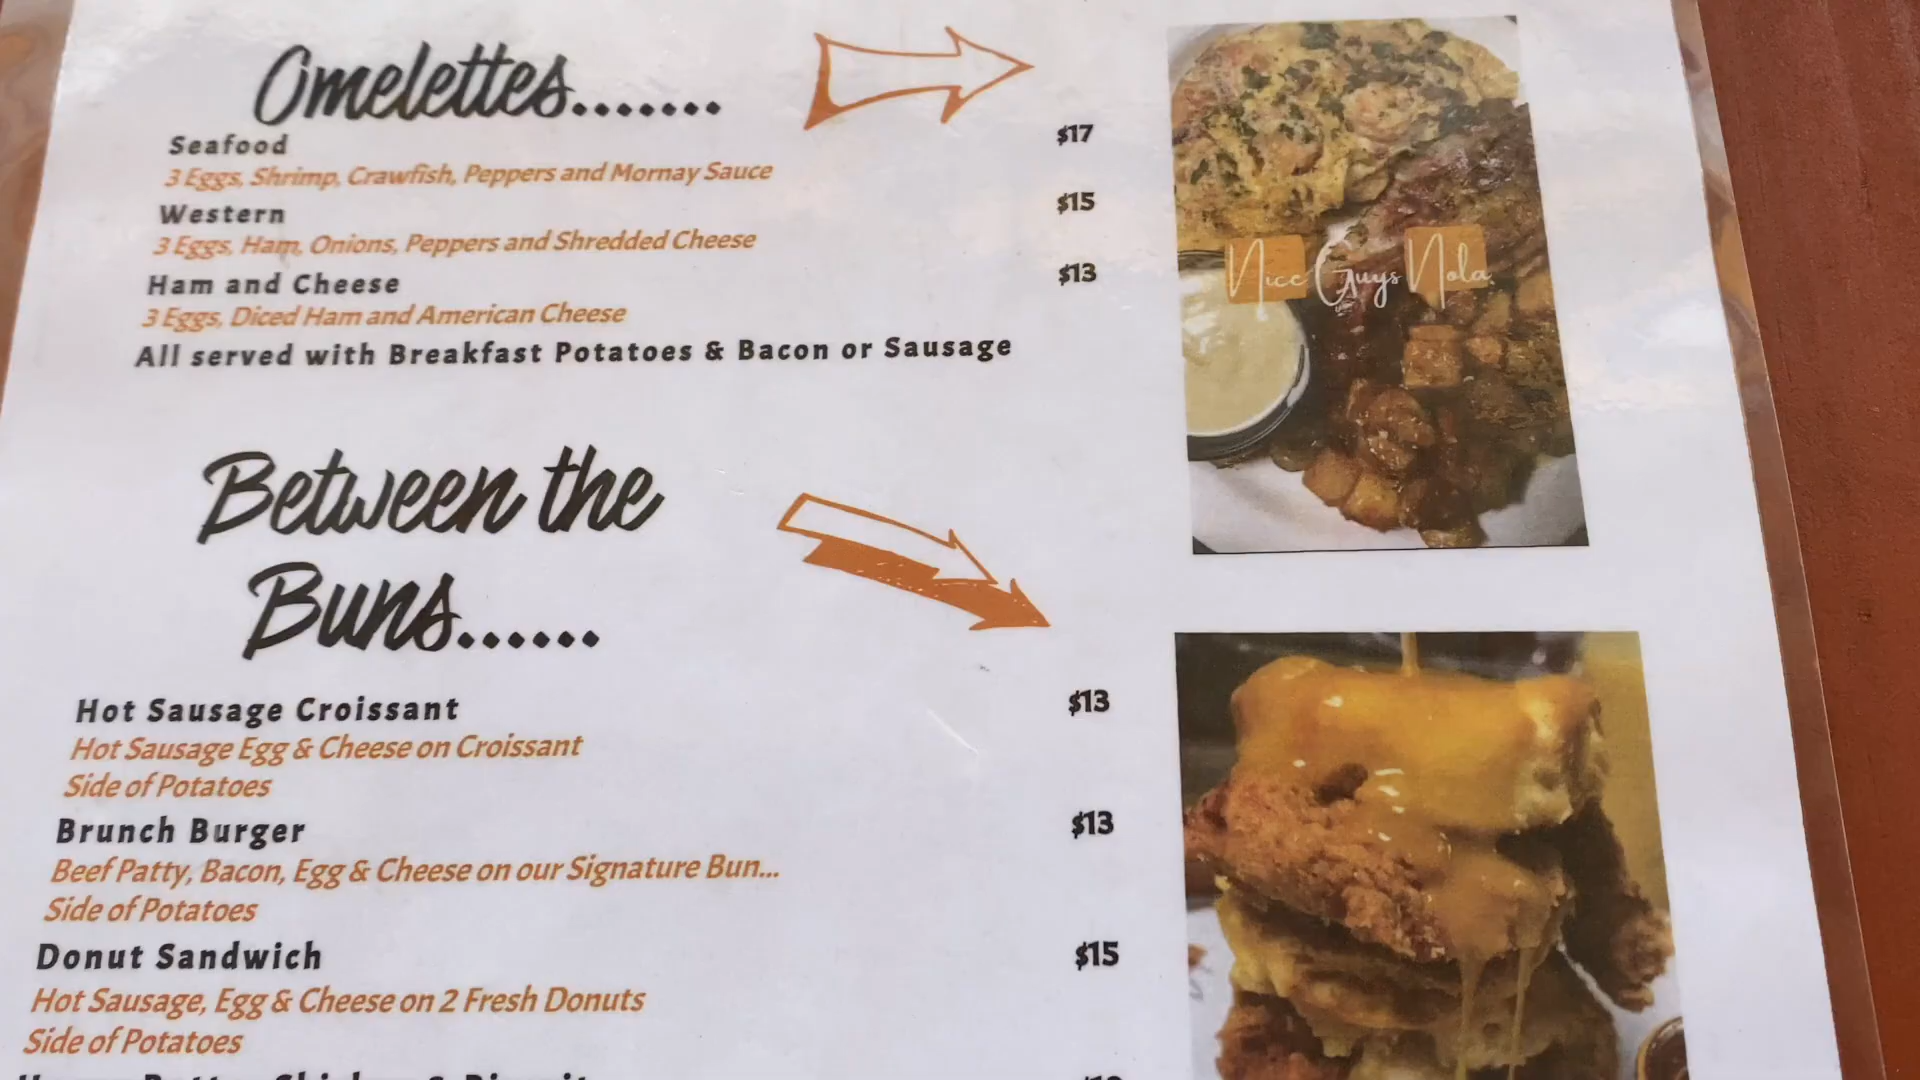 Omelettes.......
Seafood $17
3 Eggs, Shrimp, Crawfish, Peppers and Mornay Sauce
Western $15
3 Eggs, Ham, Onions, Peppers and Shredded Cheese
Ham and Cheese $13
3 Eggs, Diced Ham and American Cheese
All served with Breakfast Potatoes & Bacon or Sausage
Nice Guys Nola
Between the
Buns......
Hot Sausage Croissant $13
Hot Sausage Egg & Cheese on Croissant
Side of Potatoes
Brunch Burger $13
Beef Patty, Bacon, Egg & Cheese on our Signature Bun...
Side of Potatoes
Donut Sandwich $15
Hot Sausage, Egg & Cheese on 2 Fresh Donuts
Side of Potatoes